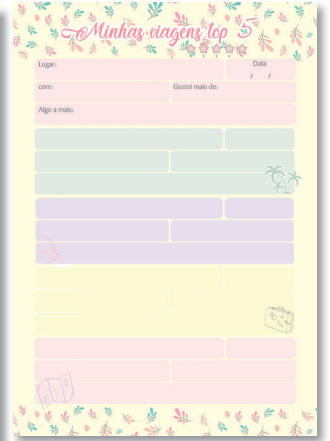 Minhas viagens top 5
Lugar: Data
/ /
com: Gostei mais de:
Algo a mais: